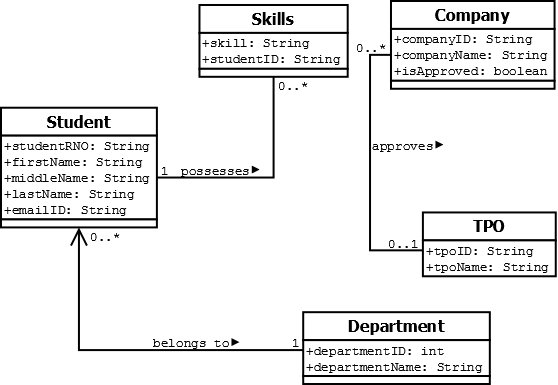 Skills
+skill: String
+studentID: String
0..*
Company
+companyID: String
+companyName: String
+isApproved: boolean
0..*
approves
Student
+studentRNO: String
+firstName: String
+middleName: String
+lastName: String
+emailID: String
1 possesses
0..*
TPO
+tpoID: String
+tpoName: String
0..1
Department
+departmentID: int
+departmentName: String
belongs to
1